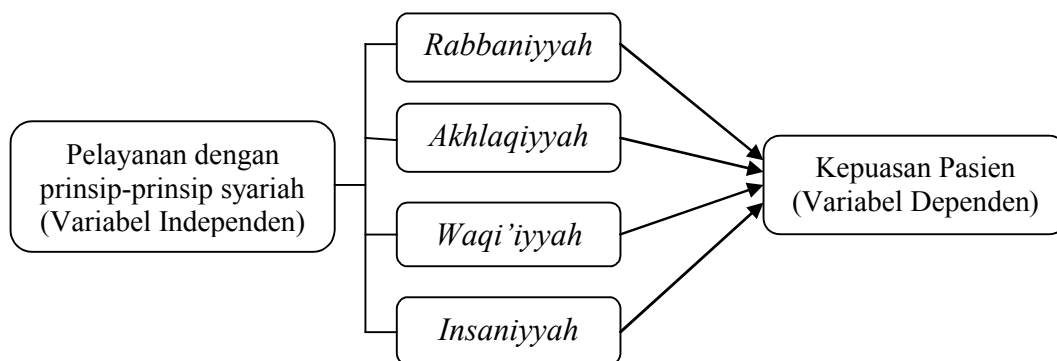 Pelayanan dengan
prinsip-prinsip syariah
(Variabel Independen)
Rabbaniyyah
Akhlaqiyyah
Waqi’iyyah
Insaniyyah
Kepuasan Pasien
(Variabel Dependen)